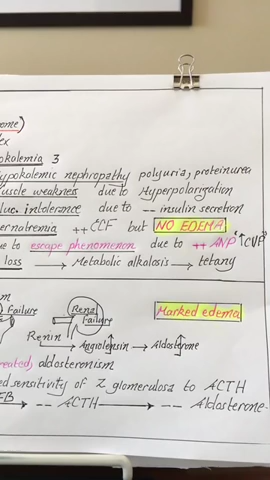 eme)
ex
pokalemia 3
ypokalemic nephropathy polyuria, proteinurea
uscle weakness due to Hyperpolarization
luc. intolerance due to -- insulin secretion
ernatremia ++ ECF but NO EDEMA
ue to escape phenomenon due to ++ ANP "↑CVP"
loss → Metabolic alkalosis → tetany
m
Failure
Renal Failure
Marked edema
Renin
Angiotensin → Aldosterone
reated, aldosteronism
ed sensitivity of Z glomerulosa to ACTH
FB → -- ACTH → -- Aldosterone